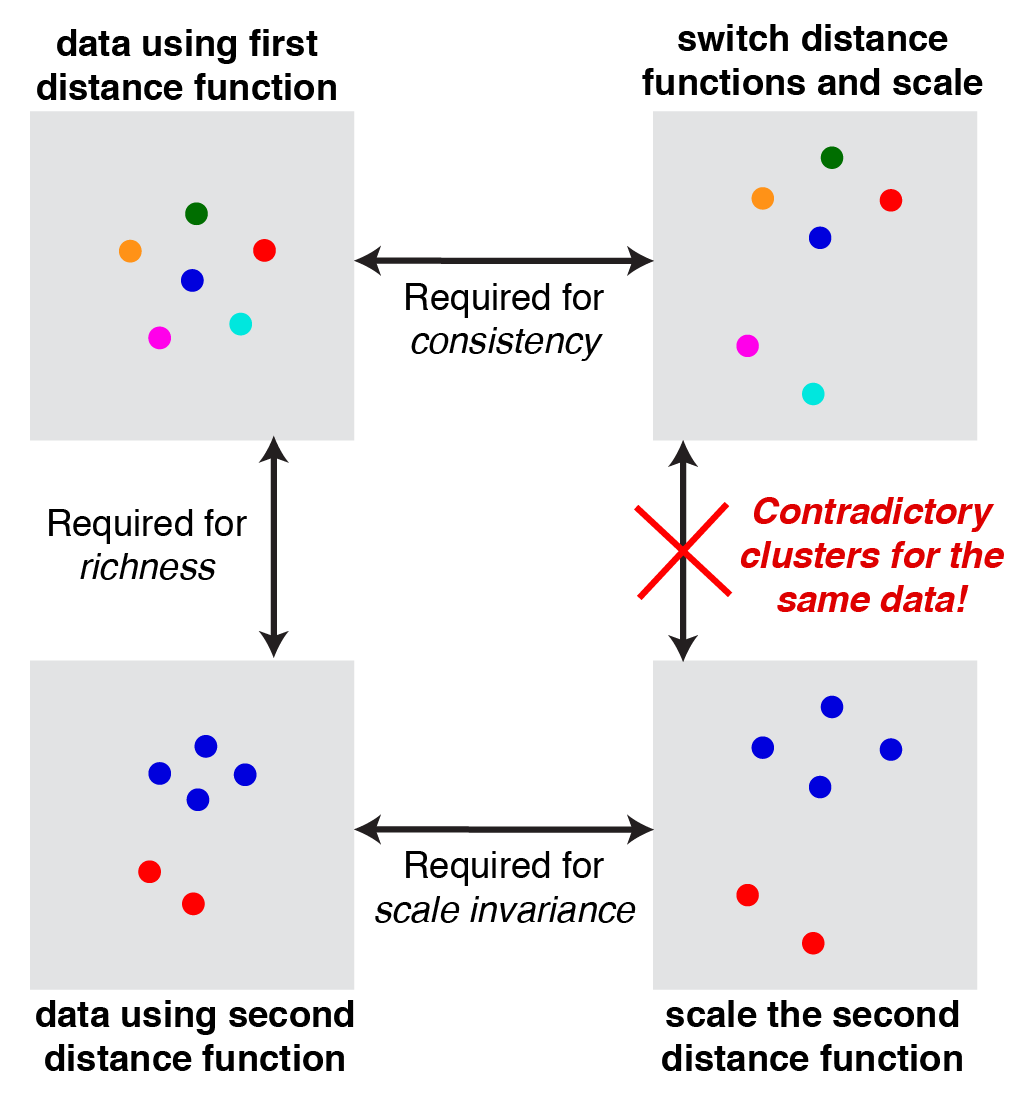 data using first
distance function
switch distance
functions and scale
Required for
consistency
Required for
richness
Contradictory
clusters for the
same data!
Required for
scale invariance
data using second
distance function
scale the second
distance function